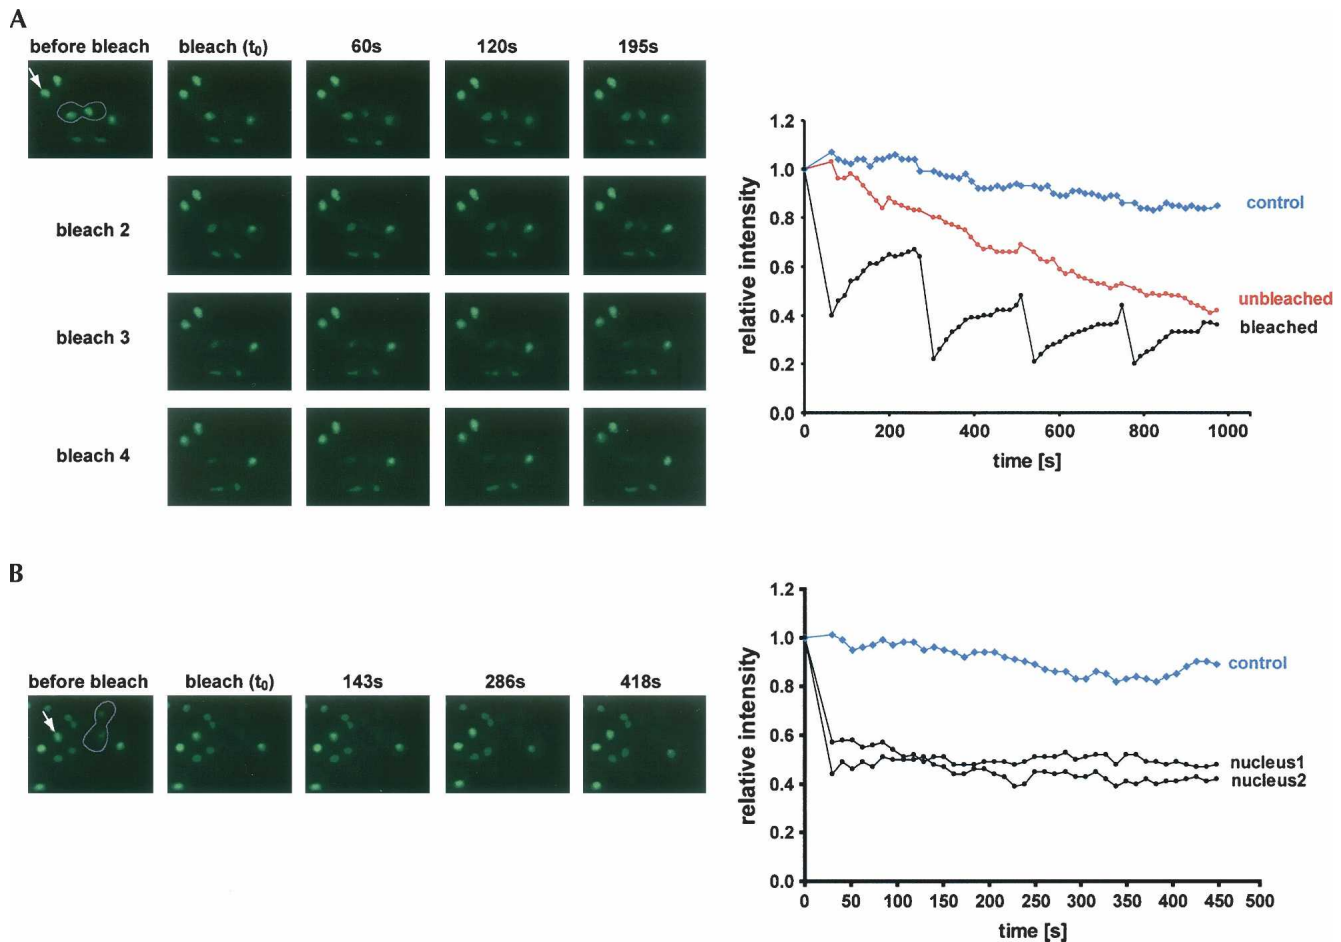 A
before bleach bleach (t0) 60s 120s 195s
bleach 2
bleach 3
bleach 4
1.2
1.0
0.8
0.6
0.4
0.2
0.0
relative intensity
control
unbleached
bleached
0 200 400 600 800 1000
time [s]
B
before bleach bleach (t0) 143s 286s 418s
1.2
1.0
0.8
0.6
0.4
0.2
0.0
relative intensity
control
nucleus1
nucleus2
0 50 100 150 200 250 300 350 400 450 500
time [s]